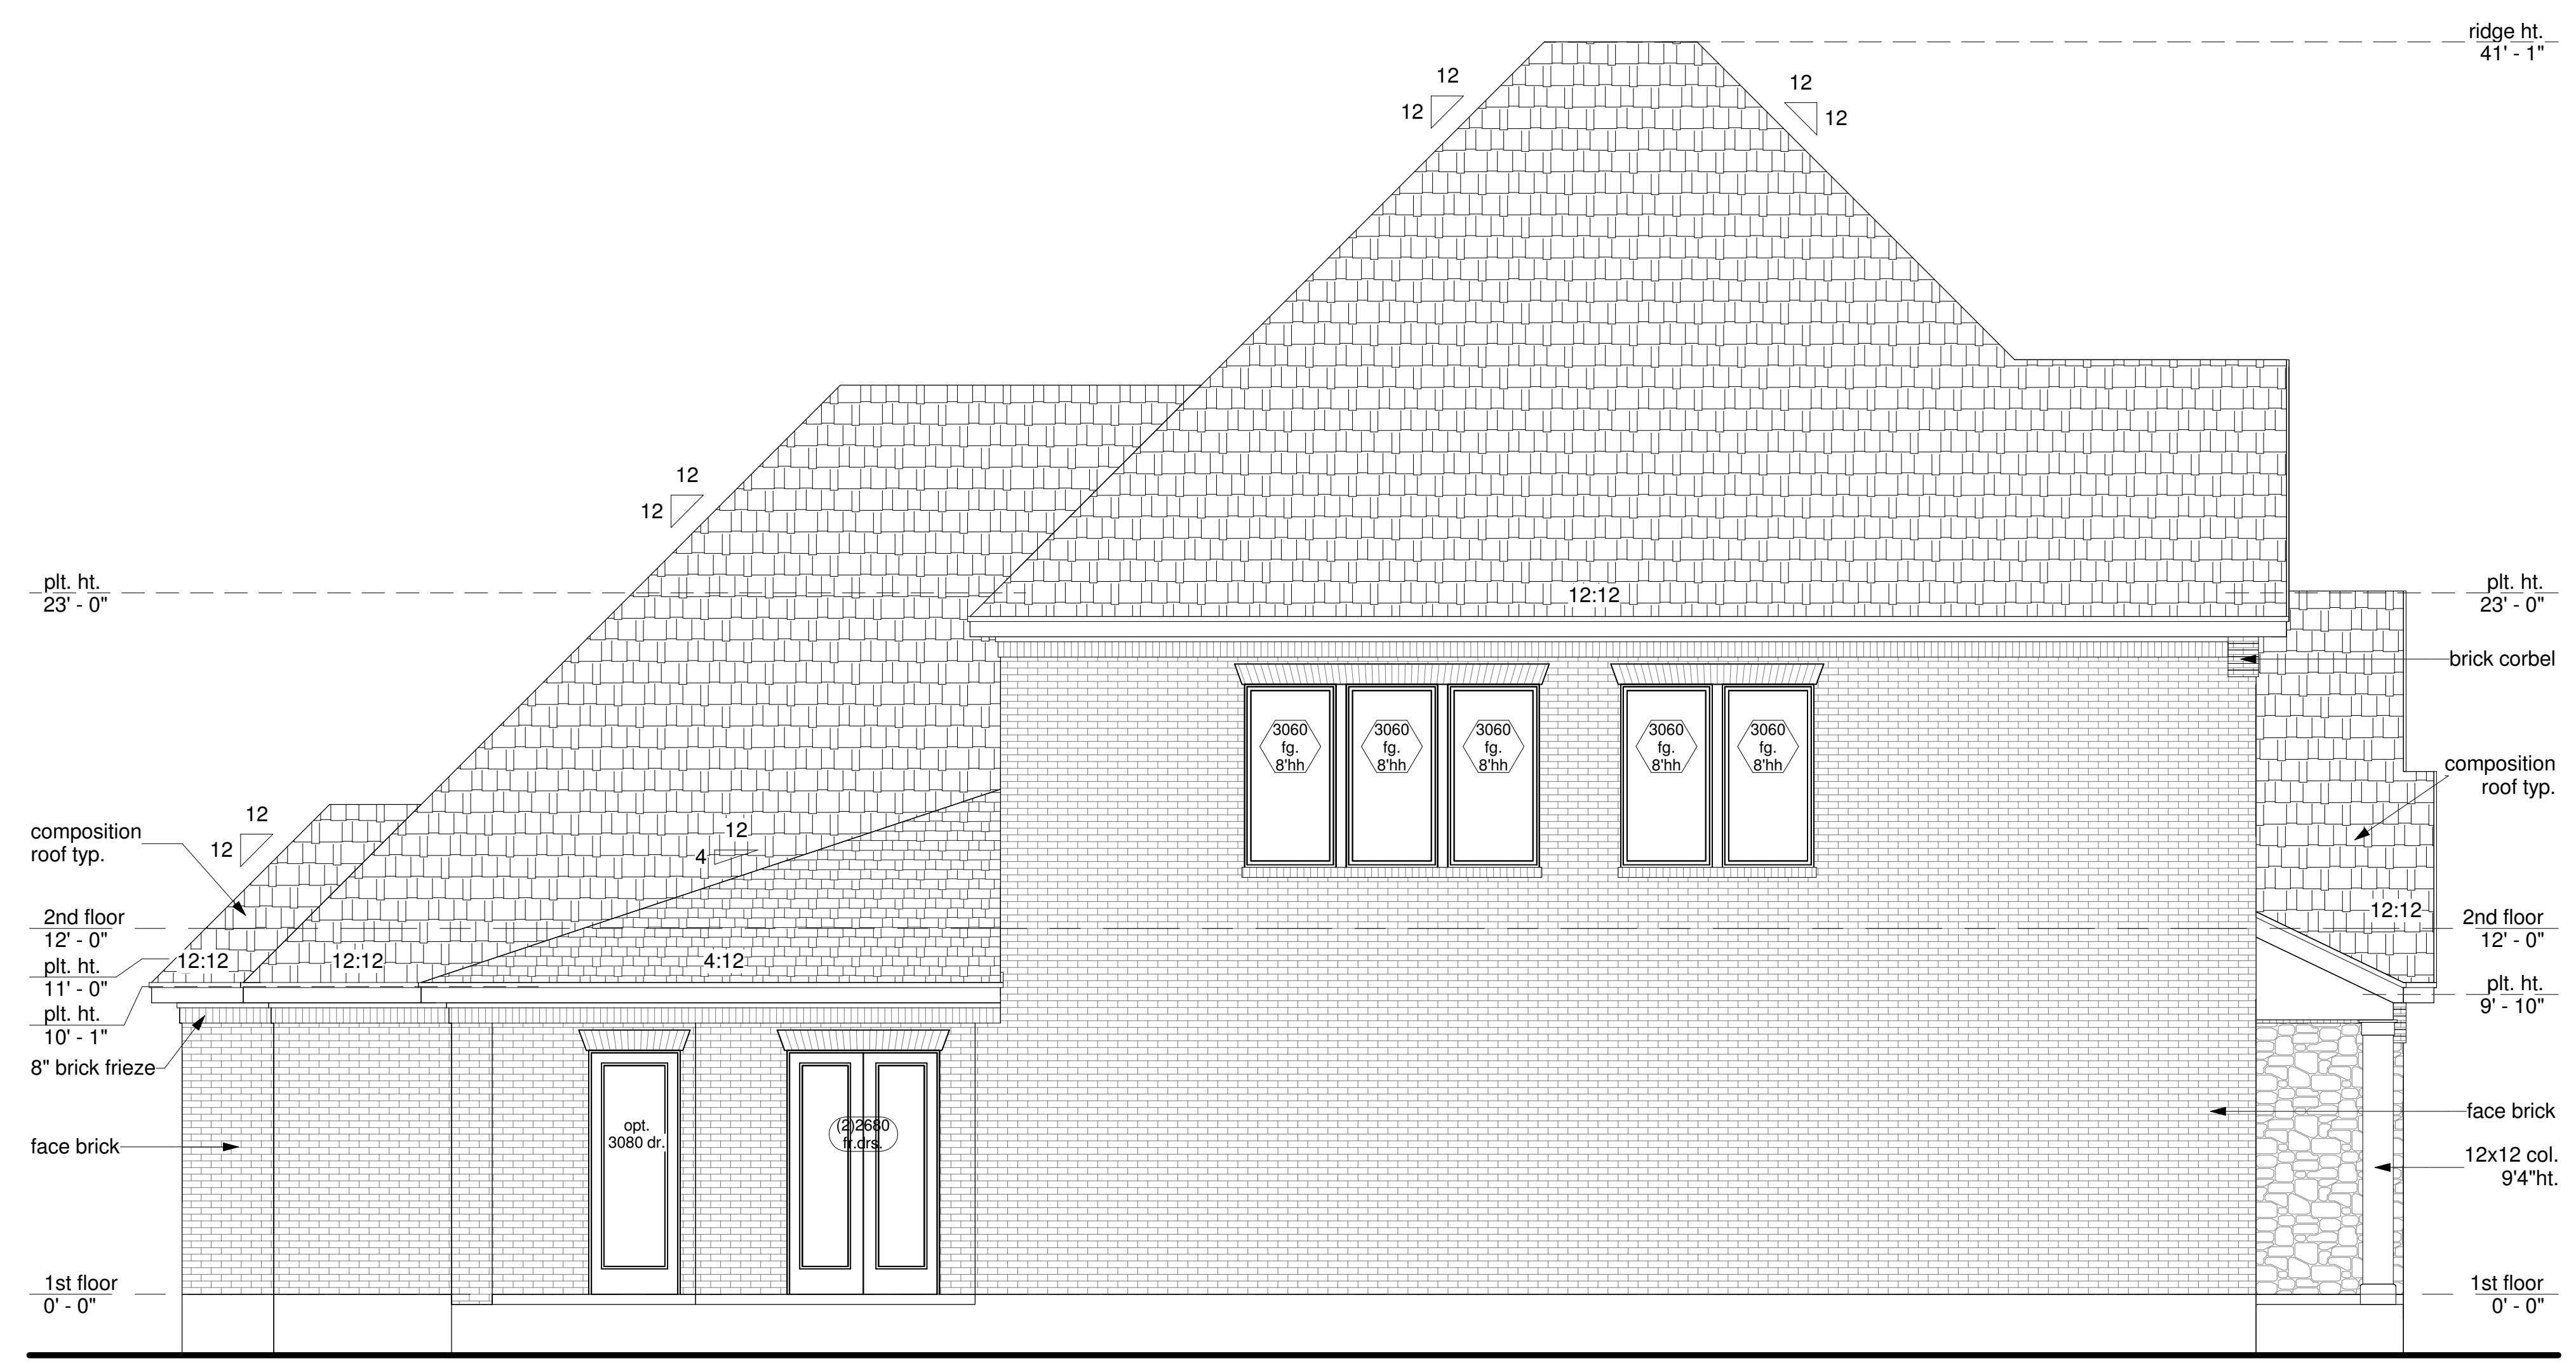 ridge ht.
41' - 1"
12
12
12
12
12
12
plt. ht.
23' - 0"
12:12
plt. ht.
23' - 0"
brick corbel
3060
fg.
8'hh
3060
fg.
8'hh
3060
fg.
8'hh
3060
fg.
8'hh
3060
fg.
8'hh
composition
roof typ.
12
12
composition
roof typ.
12
4
2nd floor
12' - 0"
12:12
2nd floor
12' - 0"
plt. ht.
11' - 0"
12:12
12:12
4:12
plt. ht.
9' - 10"
plt. ht.
10' - 1"
8" brick frieze
opt.
3080 dr.
(2)2680
fr.drs.
face brick
face brick
12x12 col.
9'4"ht.
1st floor
0' - 0"
1st floor
0' - 0"